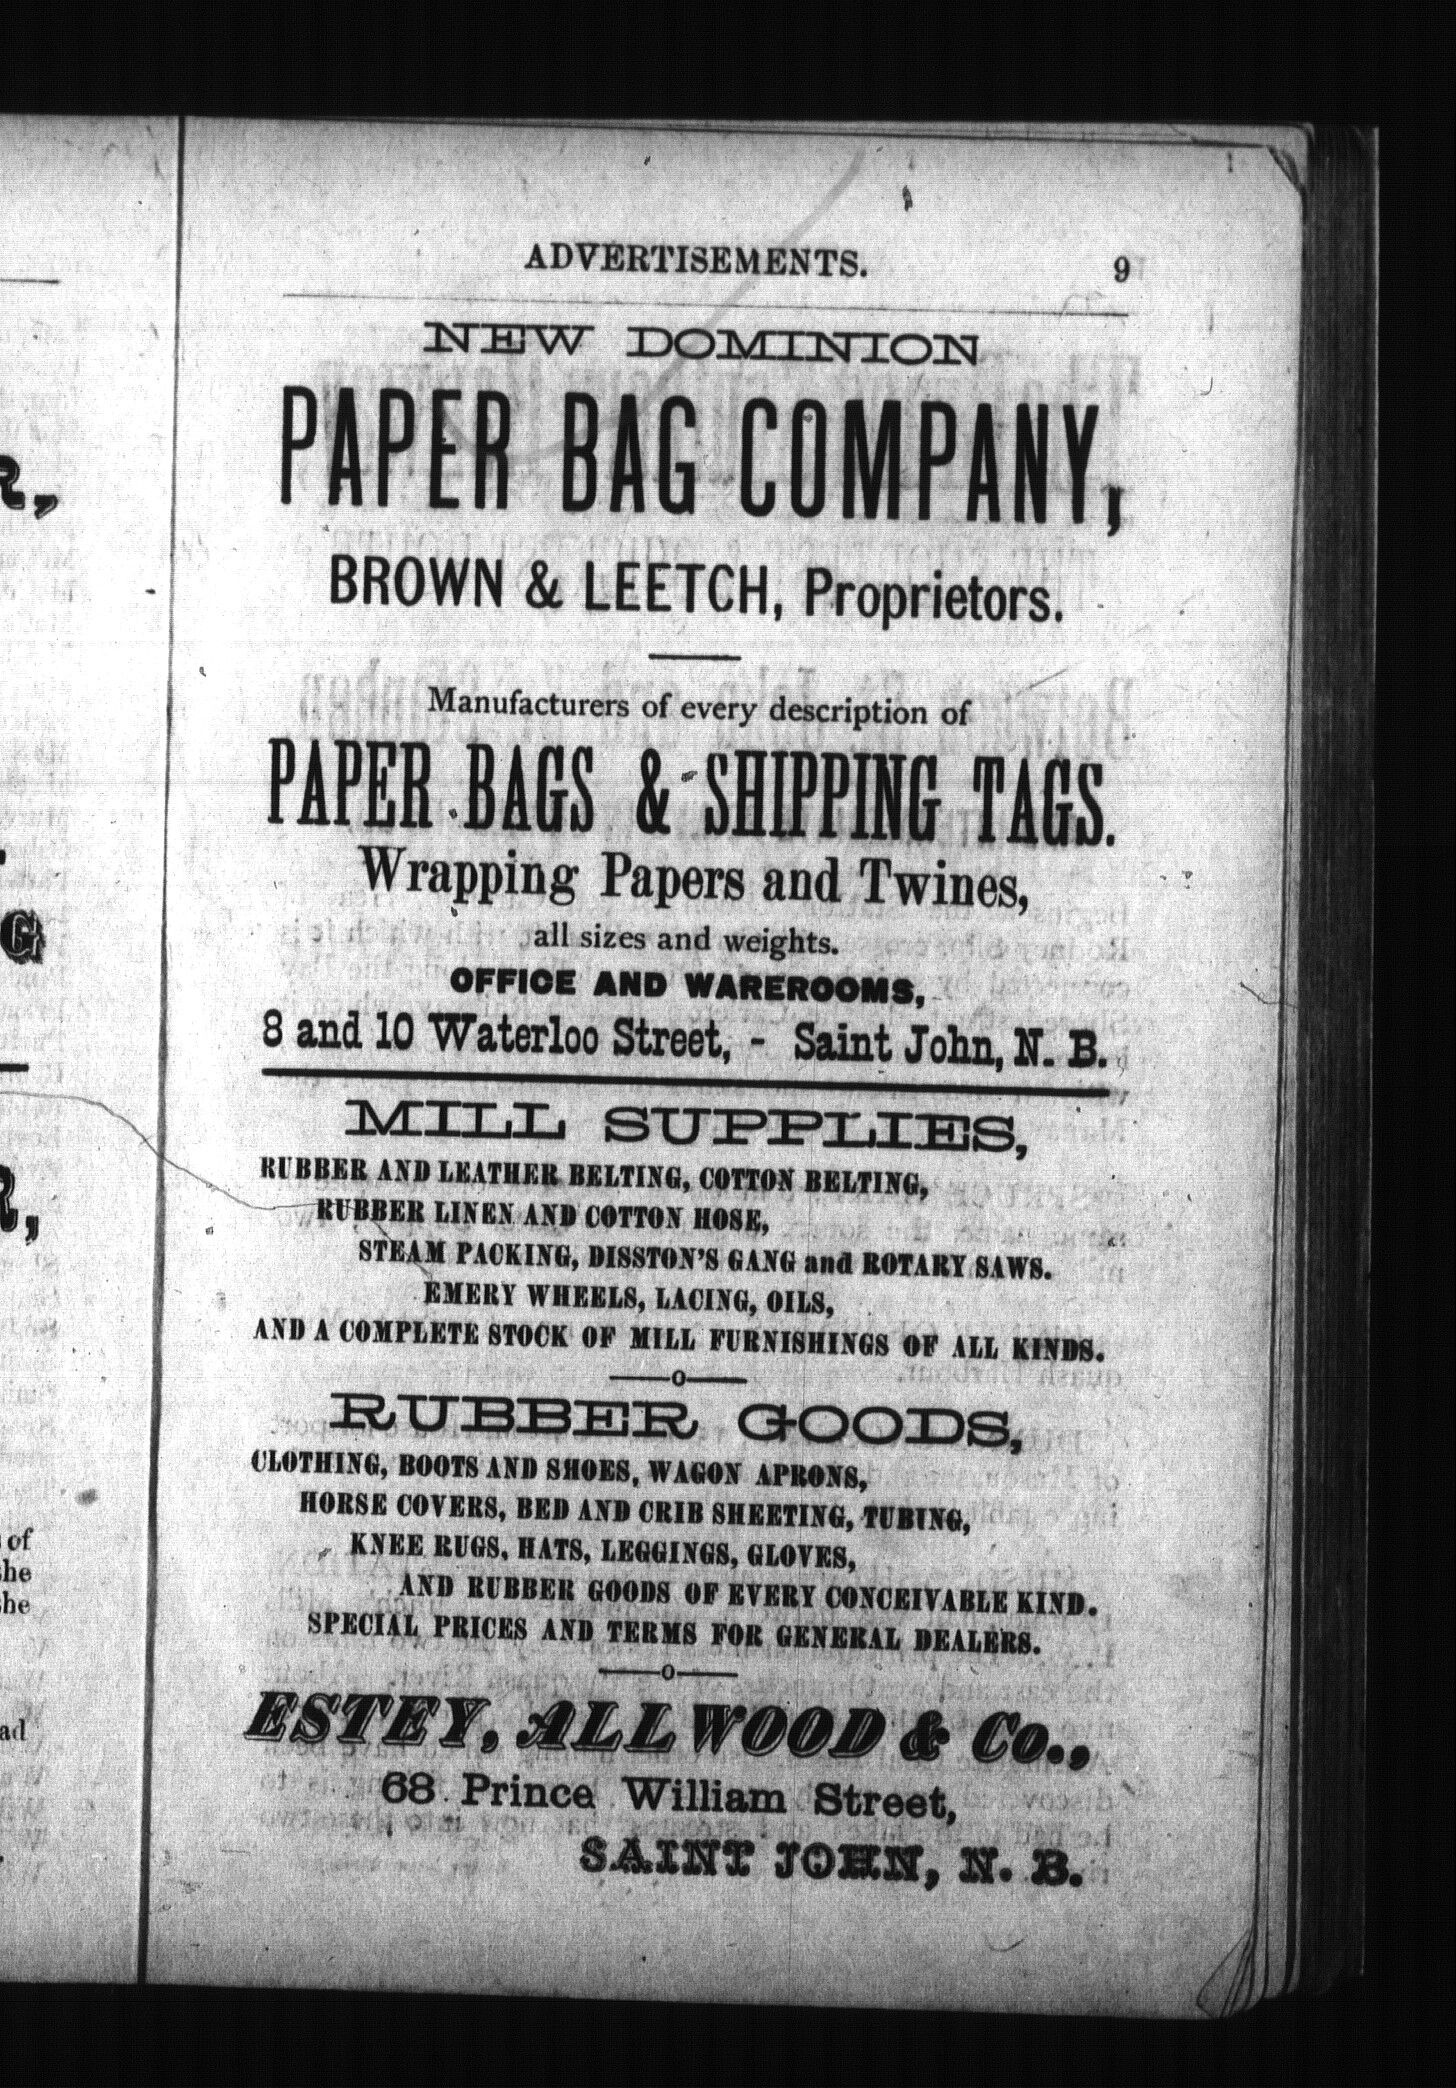 ADVERTISEMENTS. 9
NEW DOMINION
PAPER BAG COMPANY,
BROWN & LEETCH, Proprietors.
Manufacturers of every description of
PAPER BAGS & SHIPPING TAGS.
Wrapping Papers and Twines,
all sizes and weights.
OFFICE AND WAREROOMS,
8 and 10 Waterloo Street, - Saint John, N. B.
MILL SUPPLIES,
RUBBER AND LEATHER BELTING, COTTON BELTING,
RUBBER LINEN AND COTTON HOSE,
STEAM PACKING, DISSTON'S GANG and ROTARY SAWS.
EMERY WHEELS, LACING, OILS,
AND A COMPLETE STOCK OF MILL FURNISHINGS OF ALL KINDS.
——o——
RUBBER GOODS,
CLOTHING, BOOTS AND SHOES, WAGON APRONS,
HORSE COVERS, BED AND CRIB SHEETING, TUBING,
KNEE RUGS, HATS, LEGGINGS, GLOVES,
AND RUBBER GOODS OF EVERY CONCEIVABLE KIND.
SPECIAL PRICES AND TERMS FOR GENERAL DEALERS.
——o——
ESTEY, ALLWOOD & Co.,
68 Prince William Street,
SAINT JOHN, N. B.